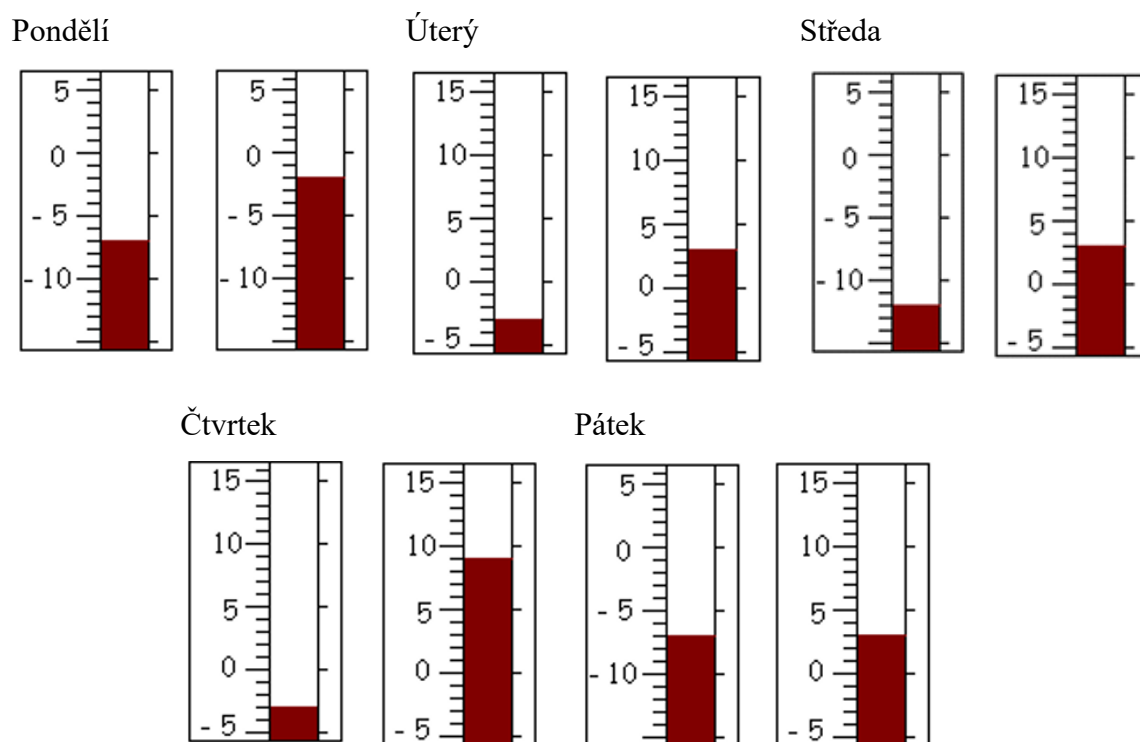 Pondělí Úterý Středa
5 5 15 15 5 15
0 0 10 10 0 10
- 5 - 5 5 5 - 5 5
- 10 - 10 0 0 - 10 0
- 5 - 5 - 5
Čtvrtek Pátek
15 15 5 15
10 10 0 10
5 5 - 5 5
0 0 - 10 0
- 5 - 5 - 5